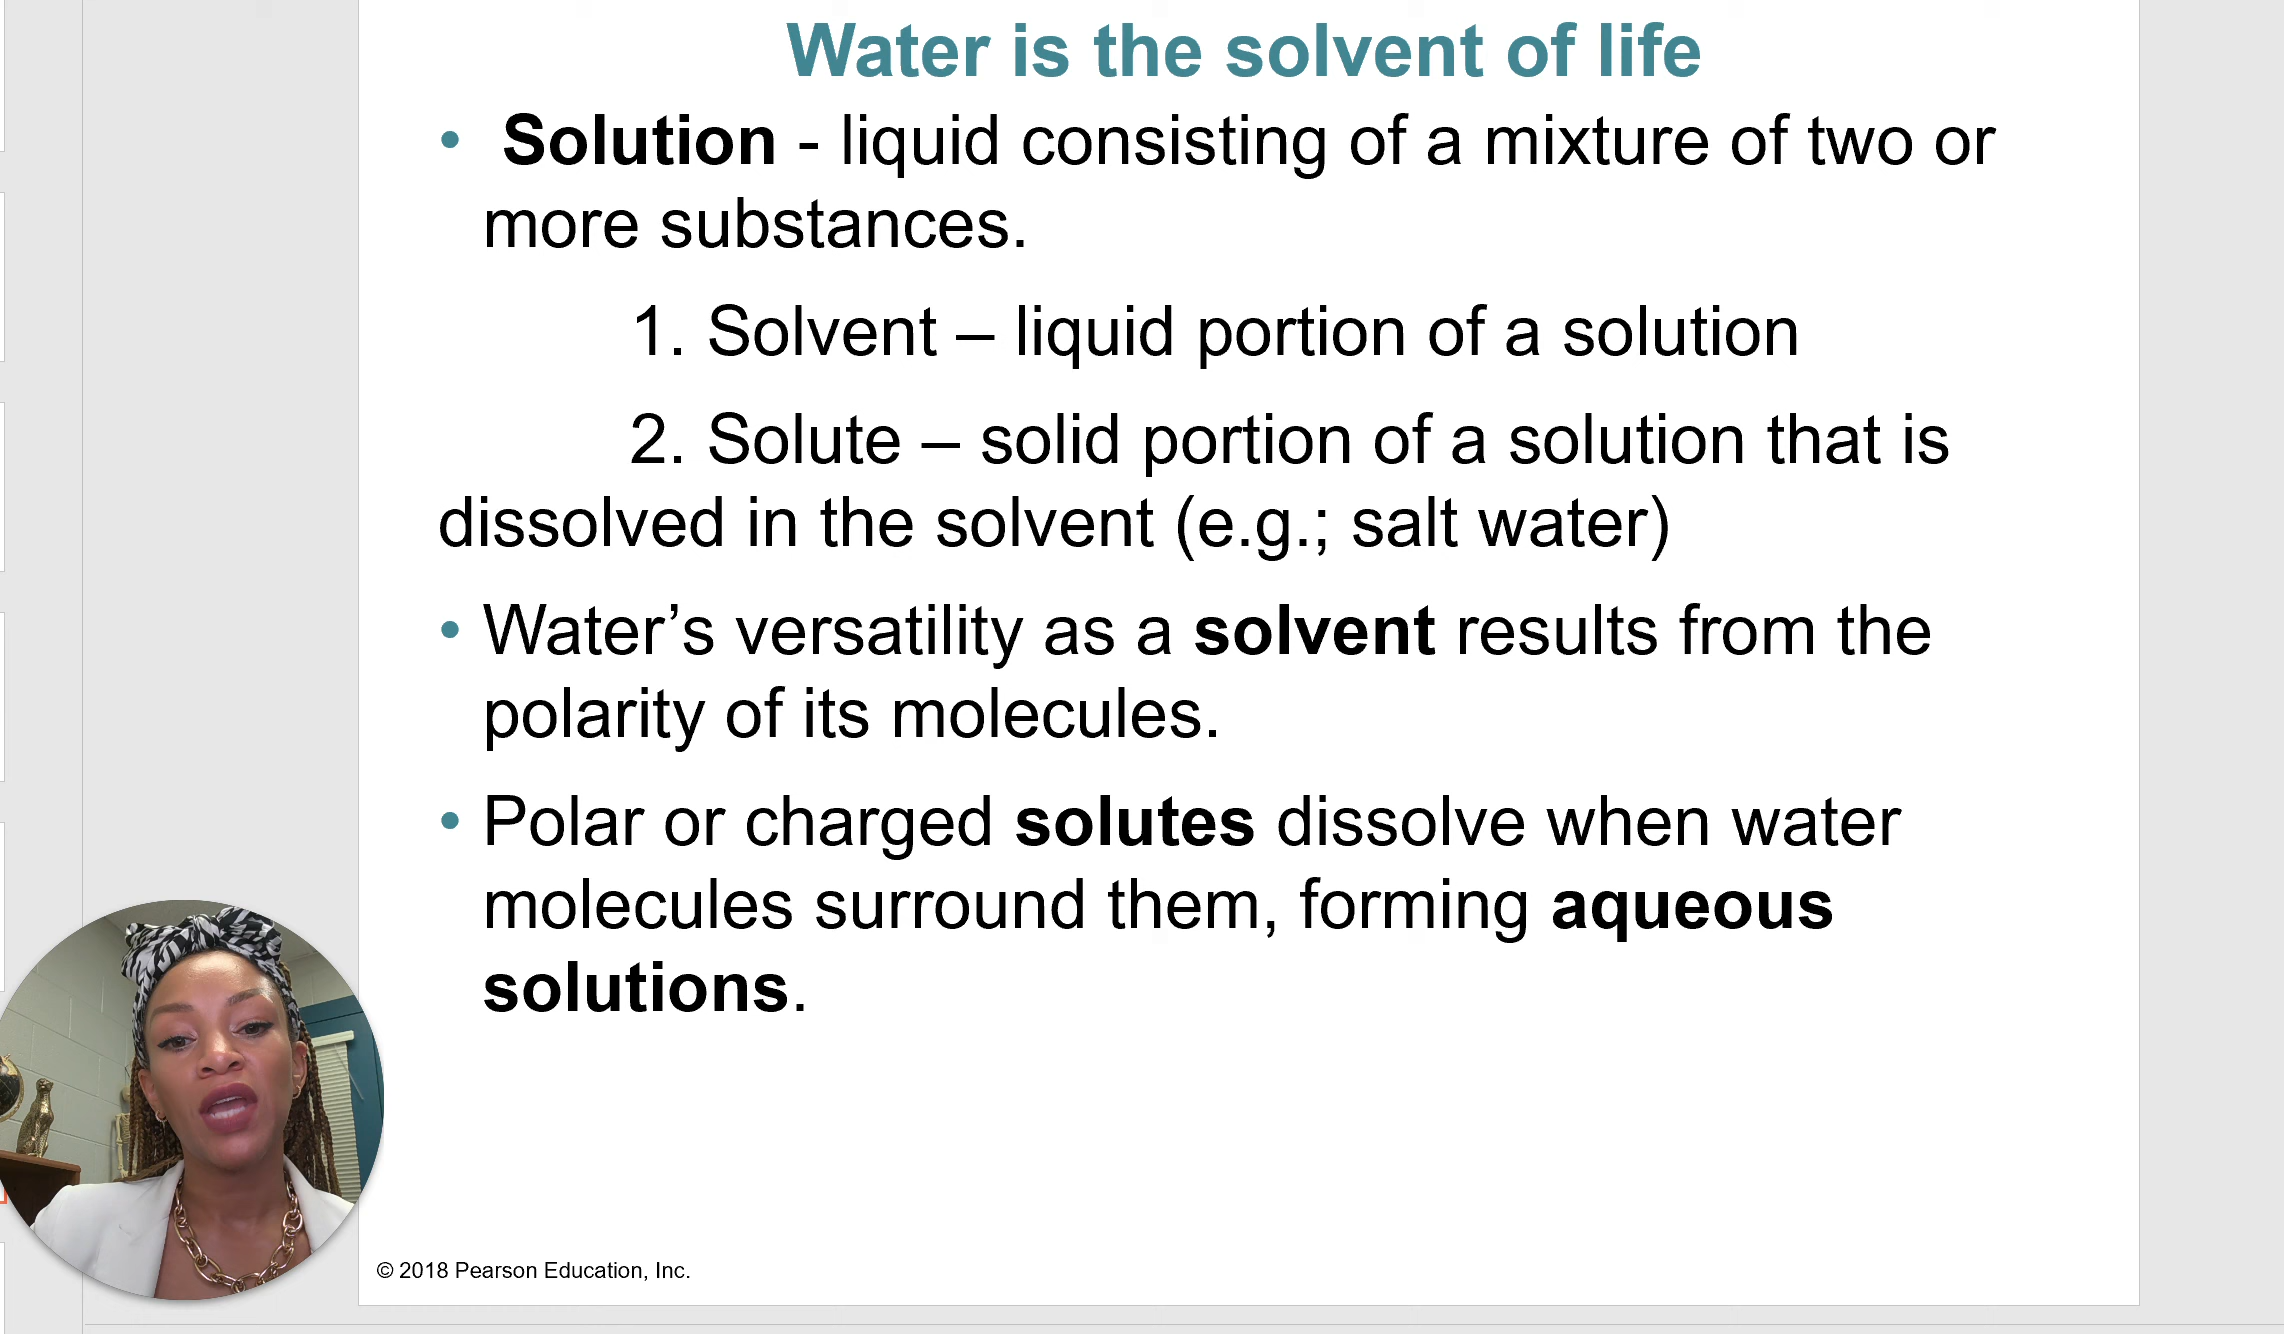 Water is the solvent of life
• Solution - liquid consisting of a mixture of two or
more substances.
1. Solvent – liquid portion of a solution
2. Solute – solid portion of a solution that is
dissolved in the solvent (e.g.; salt water)
• Water’s versatility as a solvent results from the
polarity of its molecules.
• Polar or charged solutes dissolve when water
molecules surround them, forming aqueous
solutions.
© 2018 Pearson Education, Inc.